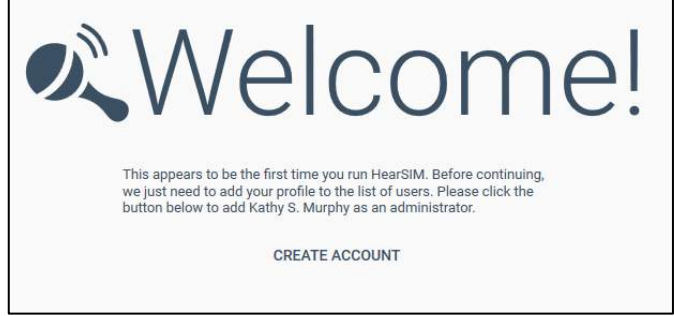 Welcome!
This appears to be the first time you run HearSIM. Before continuing,
we just need to add your profile to the list of users. Please click the
button below to add Kathy S. Murphy as an administrator.
CREATE ACCOUNT